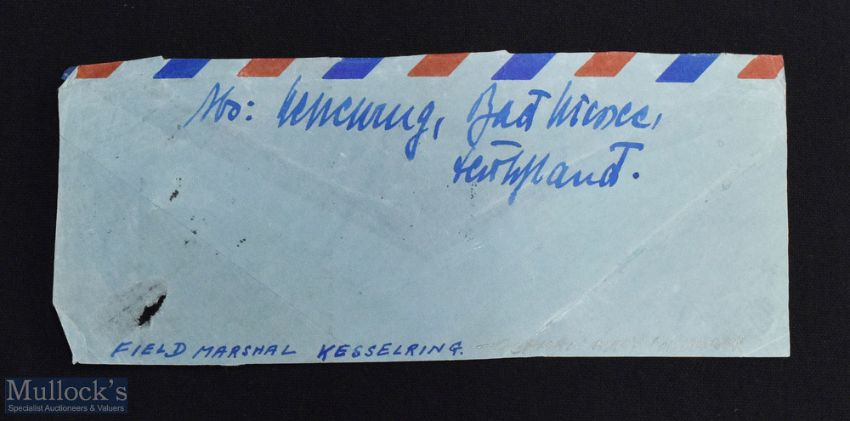 Abs: Kesselring, Bad Wiessee,
Deutschland.
FIELD MARSHAL KESSELRING.
Mullock's
Specialist Auctioneers & Valuers